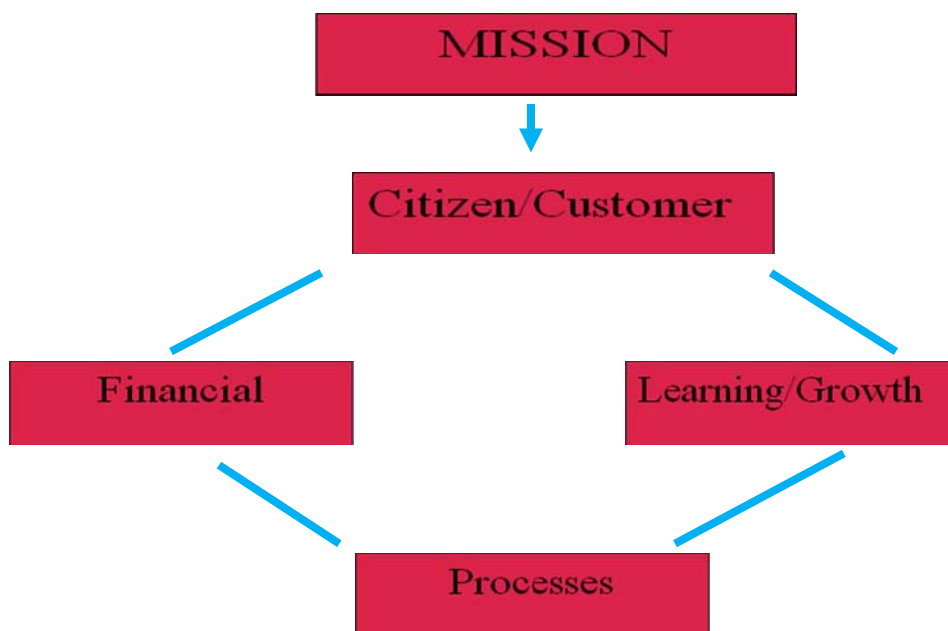 MISSION
Citizen/Customer
Financial
Learning/Growth
Processes